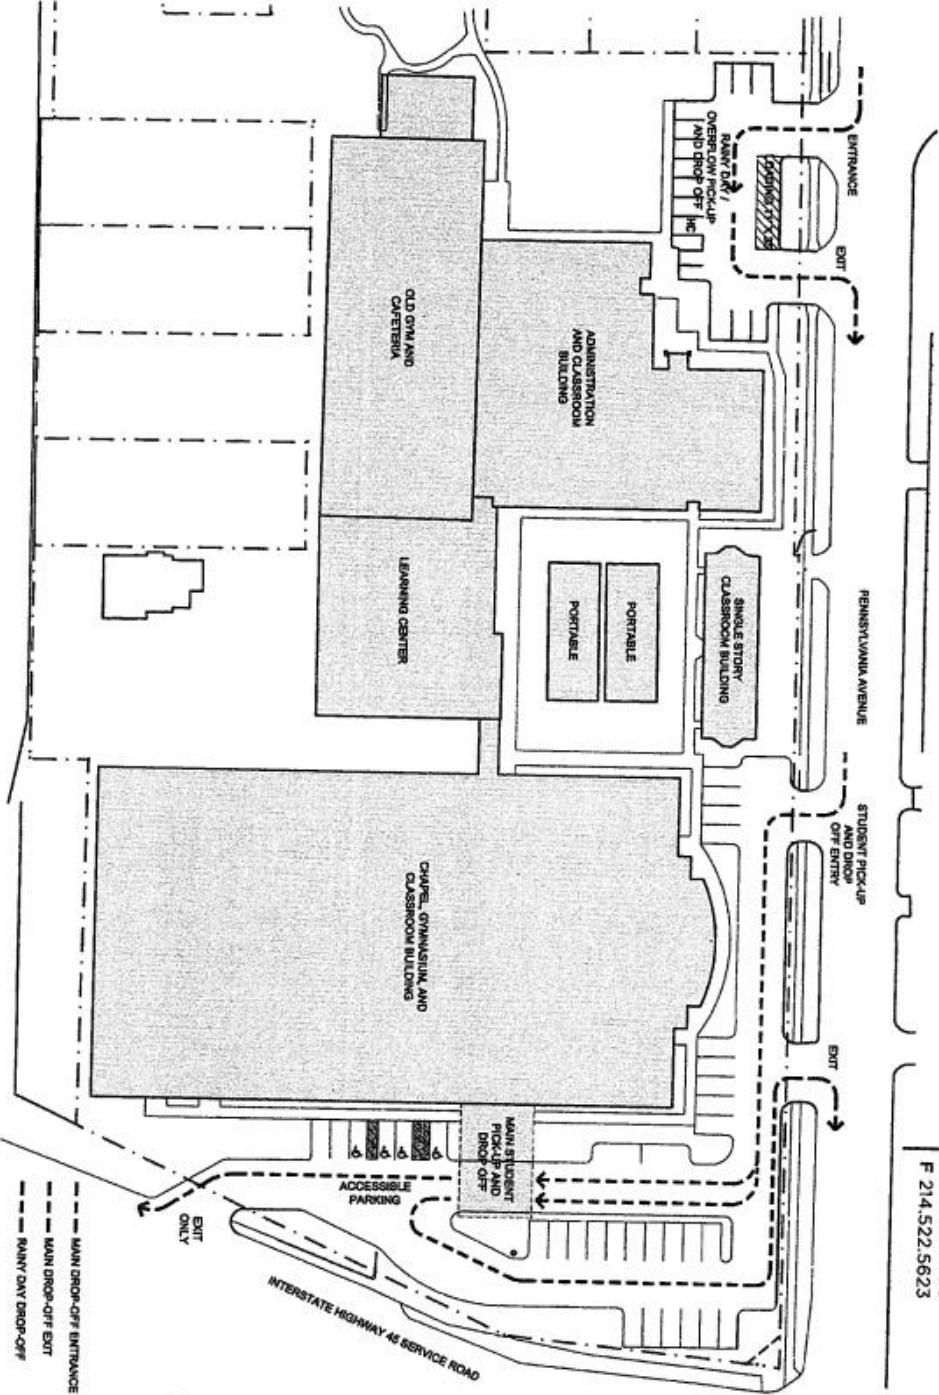 F 214.522.5623
PENNSYLVANIA AVENUE
ENTRANCE
EXIT
RAINY DAY /
OVERFLOW PICK-UP
AND DROP OFF
HC
STUDENT PICK-UP
AND DROP
OFF ENTRY
EXIT
ADMINISTRATION
AND CLASSROOM
BUILDING
OLD GYM AND
CAFETERIA
SINGLE STORY
CLASSROOM BUILDING
PORTABLE
PORTABLE
LEARNING CENTER
CHAPEL, GYMNASIUM, AND
CLASSROOM BUILDING
MAIN STUDENT
PICK-UP AND
DROP OFF
ACCESSIBLE
PARKING
EXIT
ONLY
INTERSTATE HIGHWAY 45 SERVICE ROAD
MAIN DROP-OFF ENTRANCE
MAIN DROP-OFF EXIT
RAINY DAY DROP-OFF